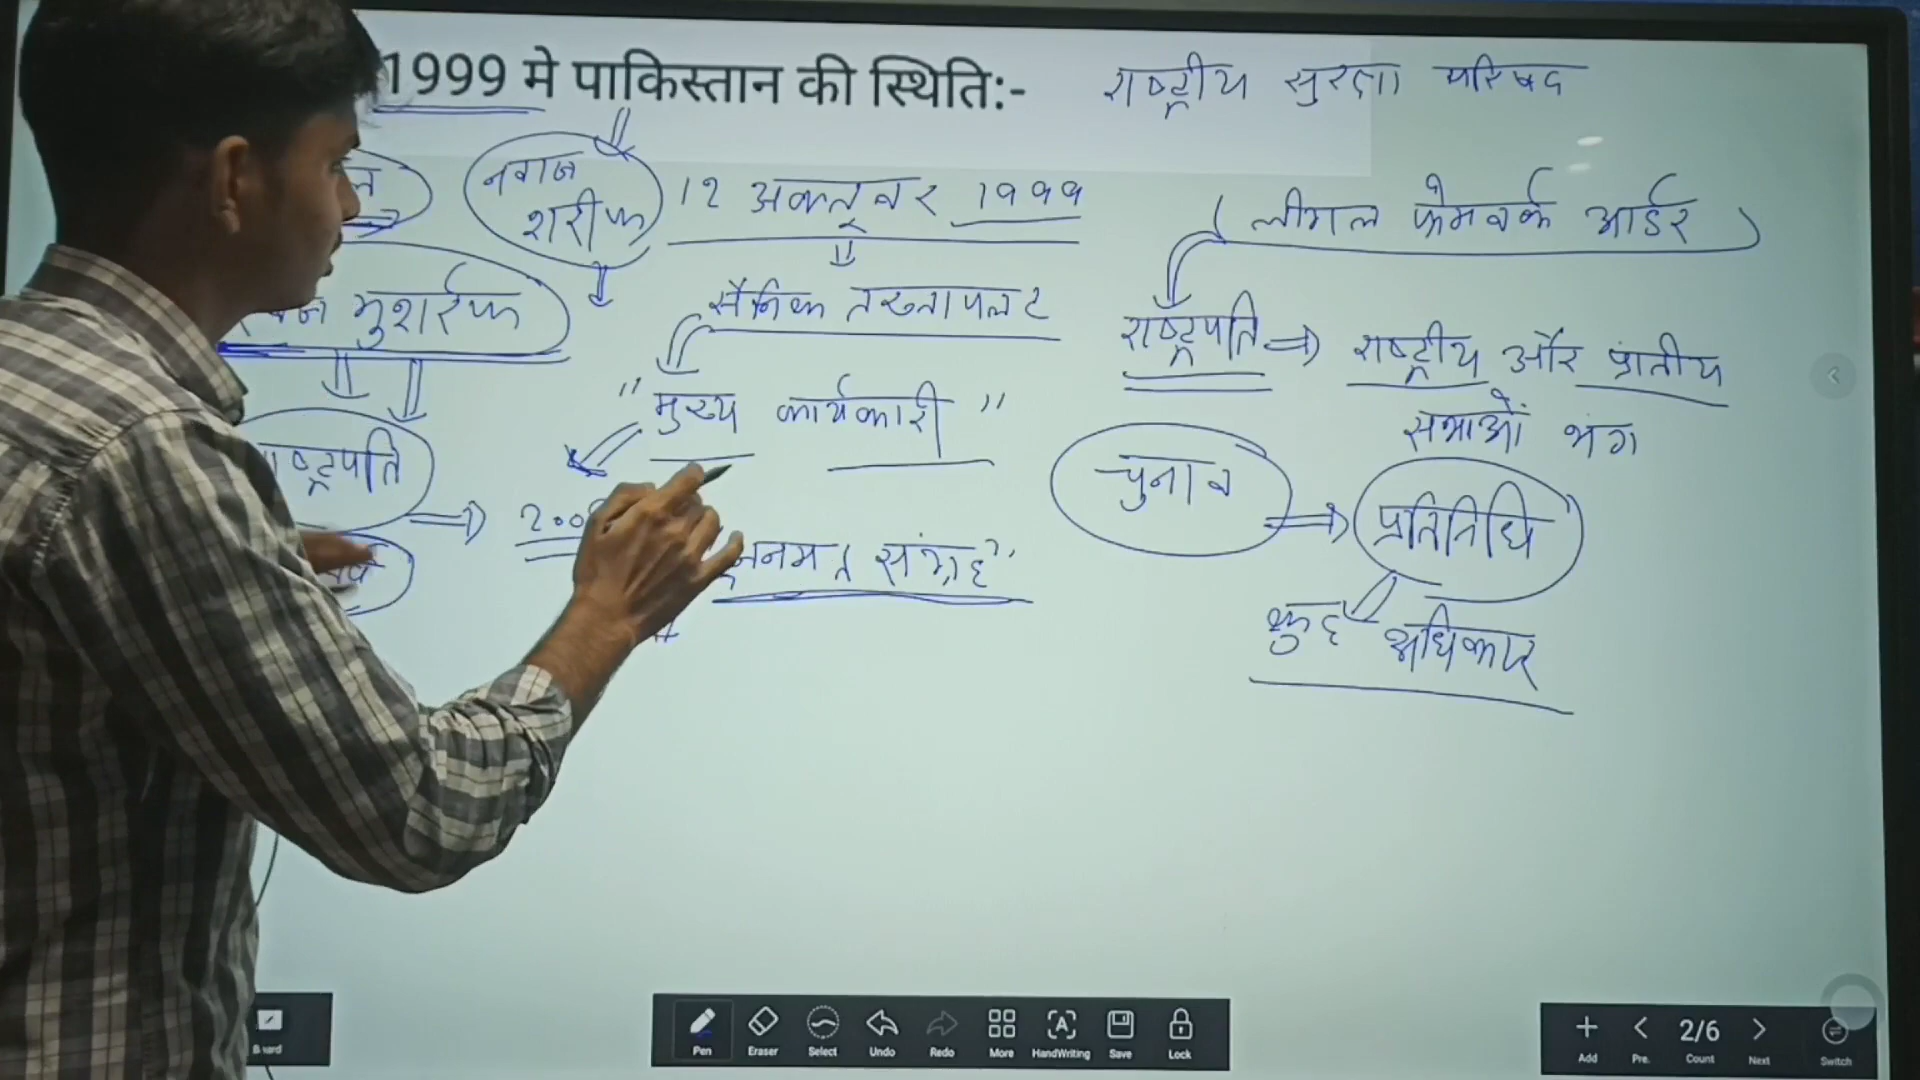 1999 मे पाकिस्तान की स्थिति:-
राष्ट्रीय सुरक्षा परिषद
नवाज शरीफ
12 अक्टूबर 1999
(लीगल फ्रेमवर्क आर्डर)
सैनिक तख्तापलट
मुशर्रफ
राष्ट्रपति => राष्ट्रीय और प्रांतीय
सभाओं भंग
"मुख्य कार्यकारी"
राष्ट्रपति
चुनाव => प्रतिनिधि
संग्रह"
कुछ अधिकार
Pen
Eraser
Select
Undo
Redo
More
HandWriting
Save
Lock
Add
Pre.
2/6
Count
Next
Switch